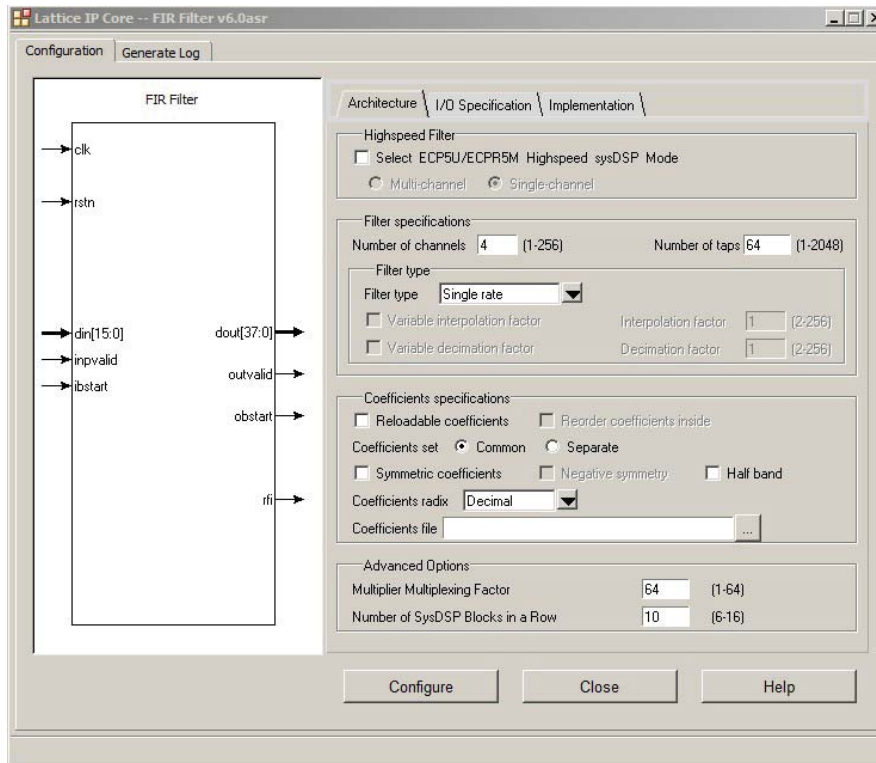 Lattice IP Core -- FIR Filter v6.0asr
Configuration Generate Log
FIR Filter
clk
rstn
din[15:0] dout[37:0]
inpvalid
outvalid
ibstart
obstart
rfi
Architecture I/O Specification Implementation
Highspeed Filter
Select ECP5U/ECPR5M Highspeed sysDSP Mode
Multi-channel Single-channel
Filter specifications
Number of channels 4 (1-256) Number of taps 64 (1-2048)
Filter type
Filter type Single rate
Variable interpolation factor Interpolation factor 1 (2-256)
Variable decimation factor Decimation factor 1 (2-256)
Coefficients specifications
Reloadable coefficients Reorder coefficients inside
Coefficients set Common Separate
Symmetric coefficients Negative symmetry Half band
Coefficients radix Decimal
Coefficients file ...
Advanced Options
Multiplier Multiplexing Factor 64 (1-64)
Number of SysDSP Blocks in a Row 10 (6-16)
Configure Close Help